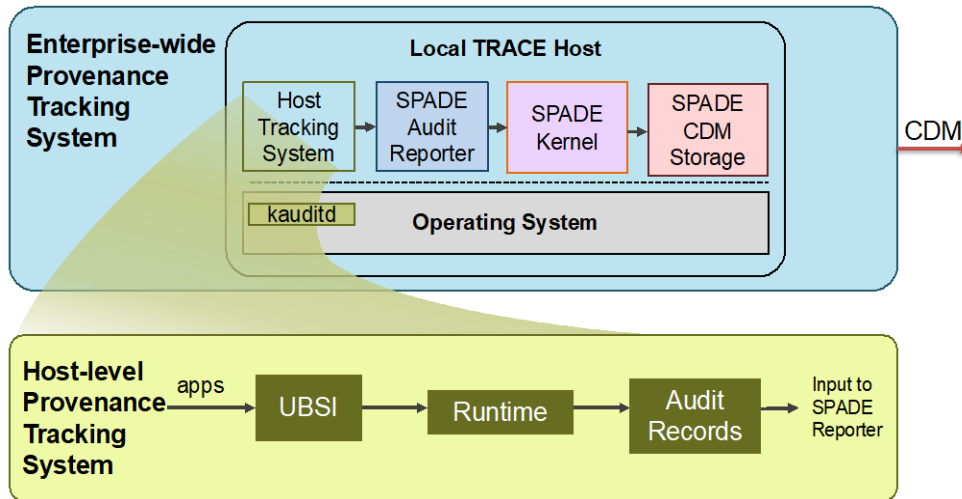 Enterprise-wide
Provenance
Tracking
System
Local TRACE Host
Host
Tracking
System
SPADE
Audit
Reporter
SPADE
Kernel
SPADE
CDM
Storage
CDM
kauditd
Operating System
Host-level
Provenance
Tracking
System
apps
UBSI
Runtime
Audit
Records
Input to
SPADE
Reporter